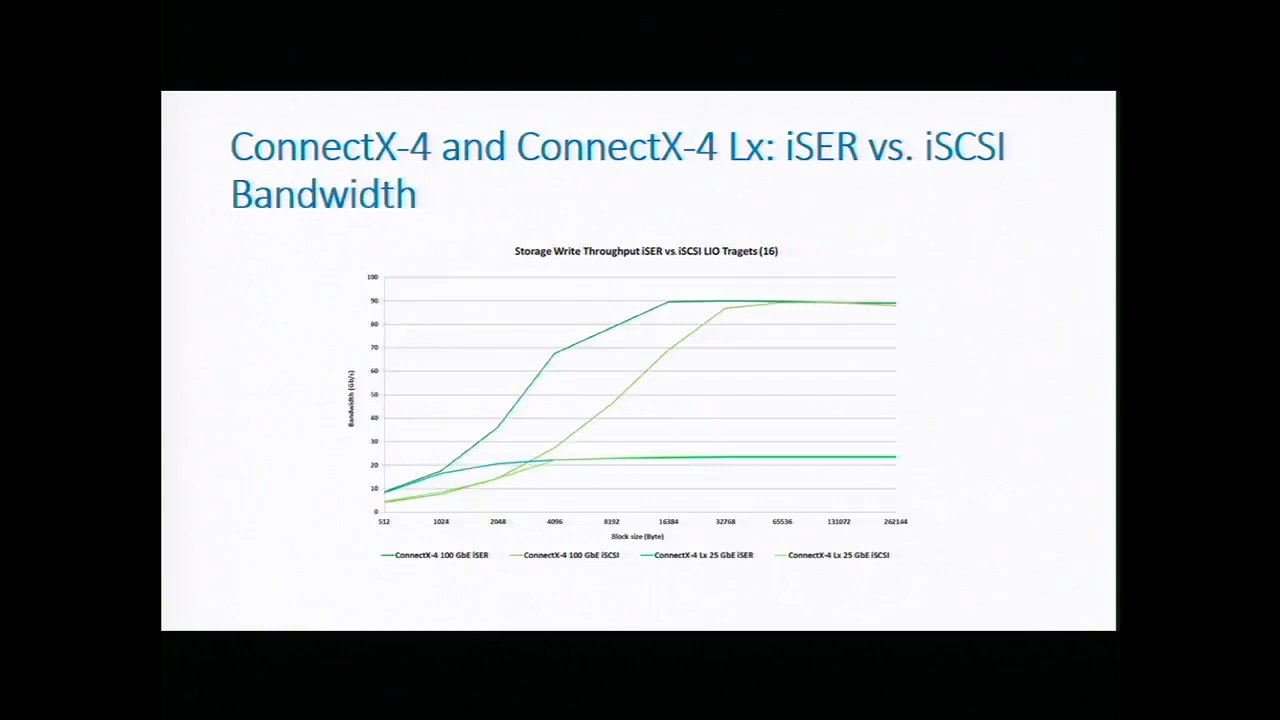 ConnectX-4 and ConnectX-4 Lx: iSER vs. iSCSI
Bandwidth
Storage Write Throughput iSER vs. iSCSI LIO Tragets (16)
100
90
80
70
60
50
40
30
20
10
0
Bandwidth (Gb/s)
512 1024 2048 4096 8192 16384 32768 65536 131072 262144
Block size (Byte)
ConnectX-4 100 GbE iSER ConnectX-4 100 GbE iSCSI ConnectX-4 Lx 25 GbE iSER ConnectX-4 Lx 25 GbE iSCSI